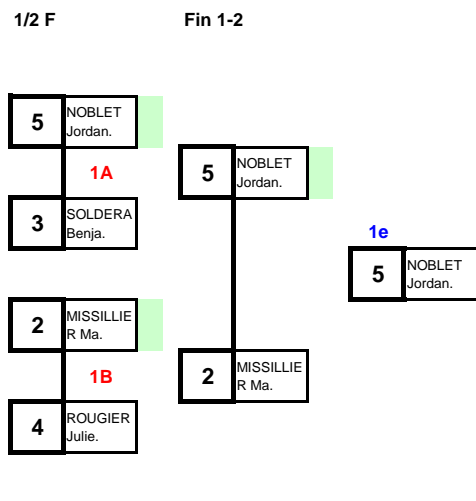 1/2 F
Fin 1-2
5
NOBLET
Jordan.
1A
3
SOLDERA
Benja.
2
MISSILLIE
R Ma.
1B
4
ROUGIER
Julie.
5
NOBLET
Jordan.
2
MISSILLIE
R Ma.
1e
5
NOBLET
Jordan.